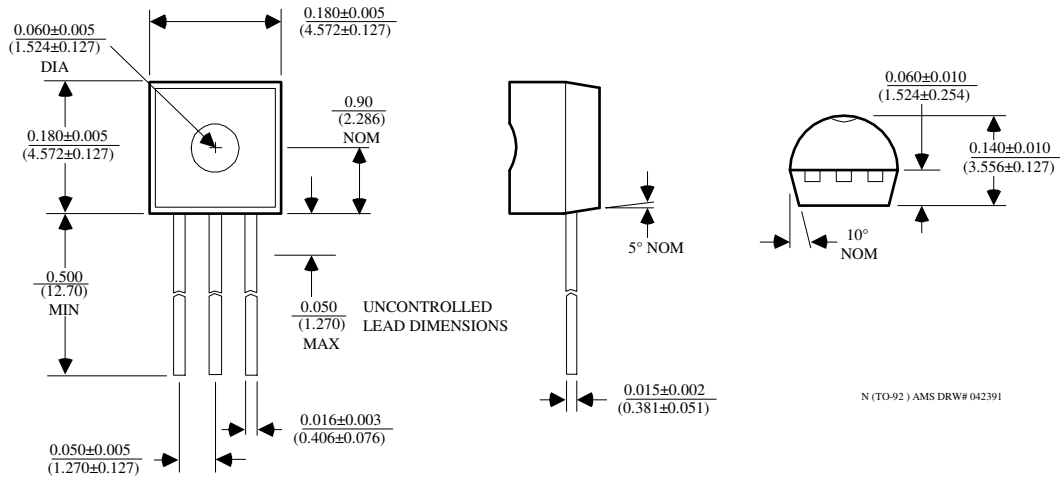 0.060±0.005
(1.524±0.127)
DIA
0.180±0.005
(4.572±0.127)
0.180±0.005
(4.572±0.127)
0.90
(2.286)
NOM
0.500
(12.70)
MIN
0.050
(1.270)
MAX
UNCONTROLLED
LEAD DIMENSIONS
0.016±0.003
(0.406±0.076)
0.050±0.005
(1.270±0.127)
5° NOM
0.015±0.002
(0.381±0.051)
0.060±0.010
(1.524±0.254)
0.140±0.010
(3.556±0.127)
10°
NOM
N (TO-92 ) AMS DRW# 042391